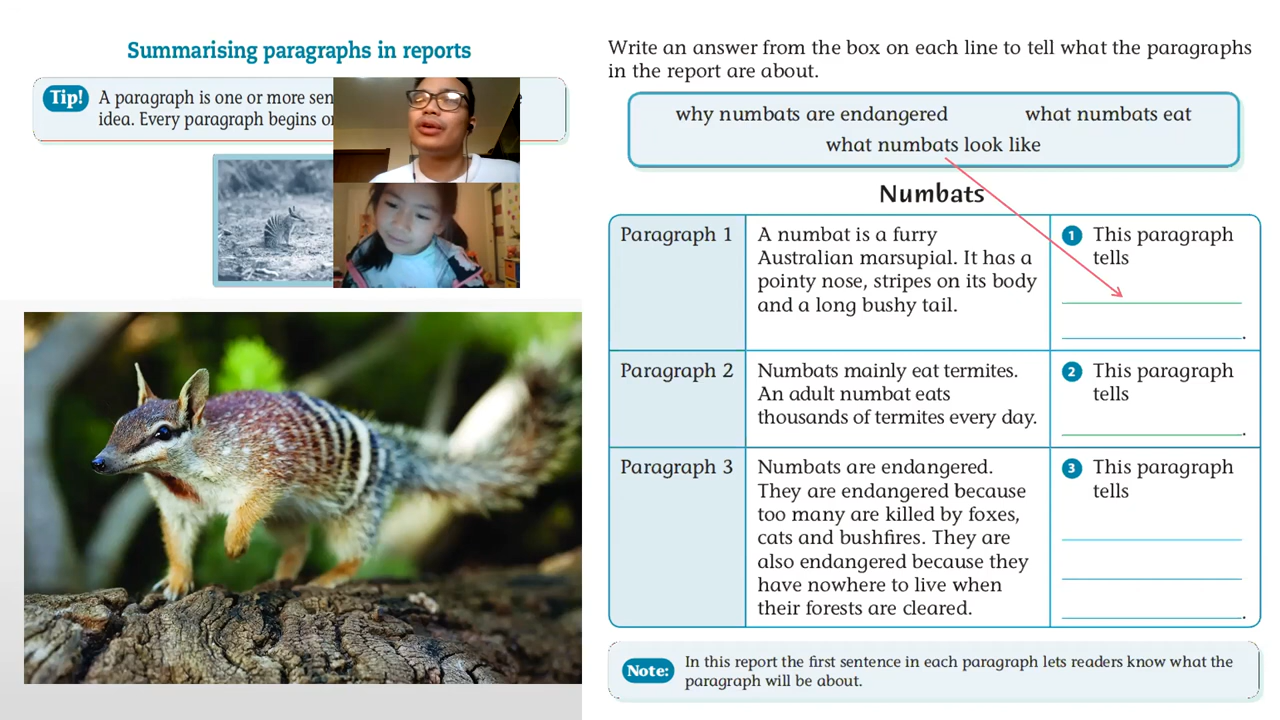 Summarising paragraphs in reports
Tip!
A paragraph is one or more sen
idea. Every paragraph begins
Write an answer from the box on each line to tell what the paragraphs
in the report are about.
why numbats are endangered what numbats eat
what numbats look like
Numbats
Paragraph 1
A numbat is a furry
Australian marsupial. It has a
pointy nose, stripes on its body
and a long bushy tail.
1 This paragraph
tells
.
Paragraph 2
Numbats mainly eat termites.
An adult numbat eats
thousands of termites every day.
2 This paragraph
tells
.
Paragraph 3
Numbats are endangered.
They are endangered because
too many are killed by foxes,
cats and bushfires. They are
also endangered because they
have nowhere to live when
their forests are cleared.
3 This paragraph
tells
.
Note:
In this report the first sentence in each paragraph lets readers know what the
paragraph will be about.